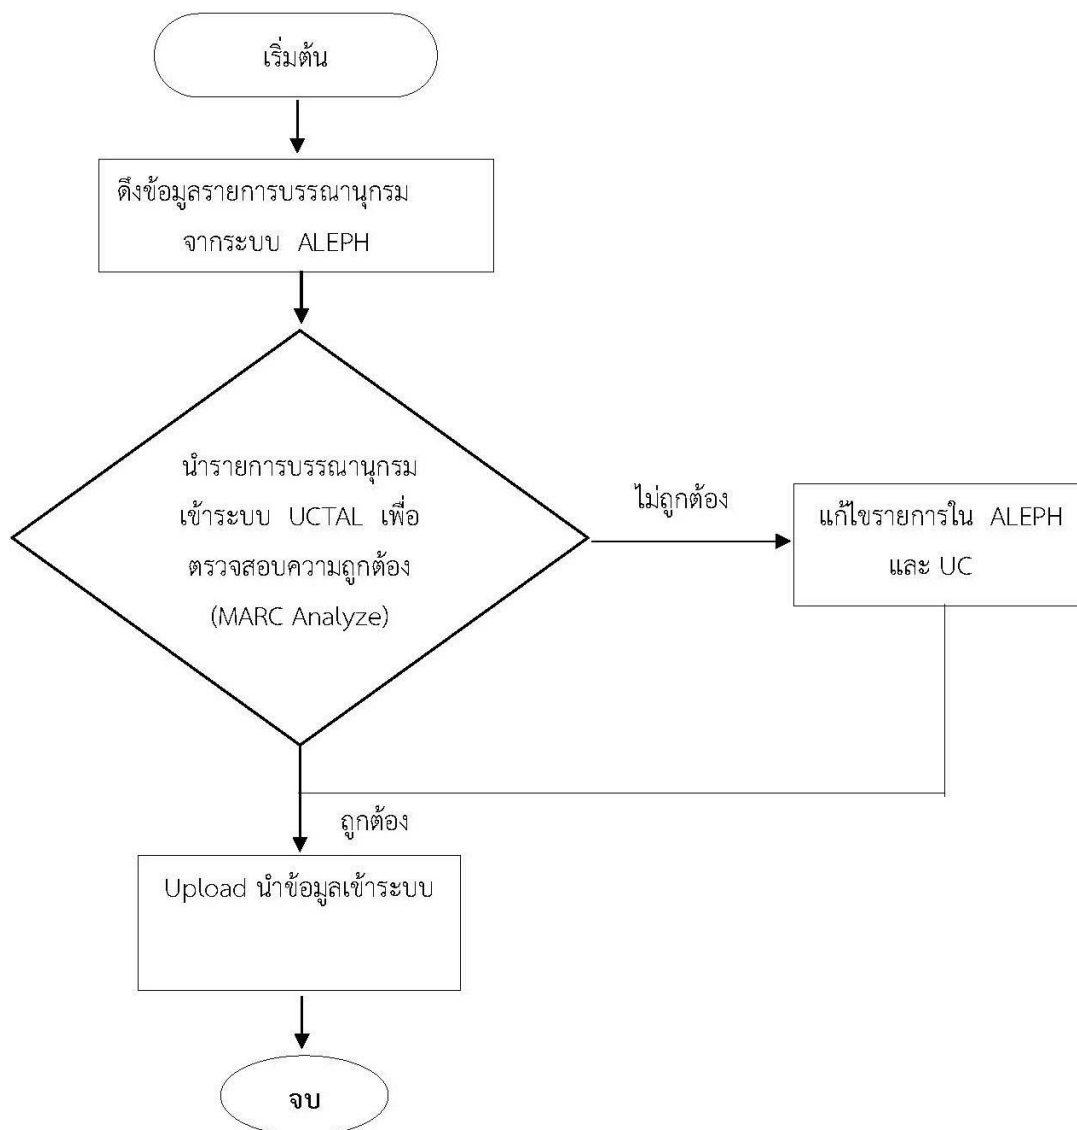 เริ่มต้น
ดึงข้อมูลรายการบรรณานุกรม
จากระบบ ALEPH
นำรายการบรรณานุกรม
เข้าระบบ UCTAL เพื่อ
ตรวจสอบความถูกต้อง
(MARC Analyze)
ไม่ถูกต้อง
แก้ไขรายการใน ALEPH
และ UC
ถูกต้อง
Upload นำข้อมูลเข้าระบบ
จบ